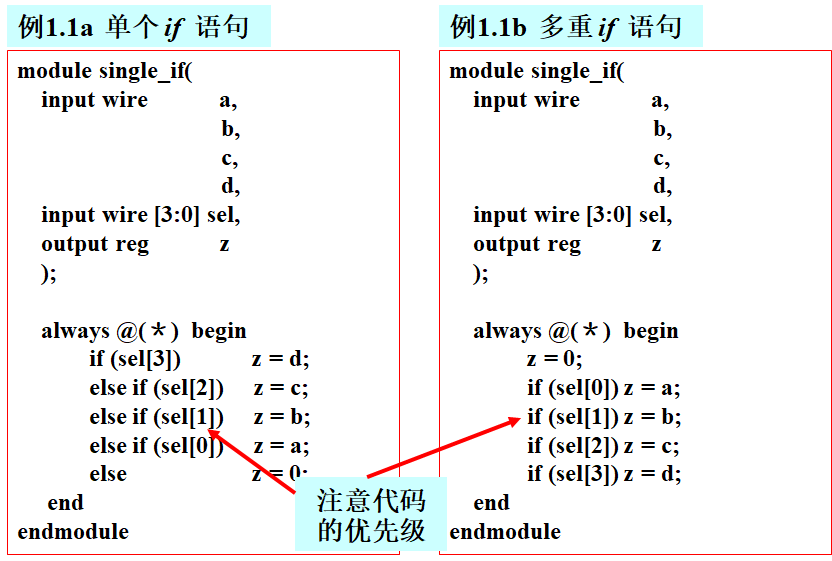 例1.1a 单个 if 语句
module single_if(
input wire a,
b,
c,
d,
input wire [3:0] sel,
output reg z
);
always @(*) begin
if (sel[3]) z = d;
else if (sel[2]) z = c;
else if (sel[1]) z = b;
else if (sel[0]) z = a;
else z = 0;
end
endmodule
例1.1b 多重 if 语句
module single_if(
input wire a,
b,
c,
d,
input wire [3:0] sel,
output reg z
);
always @(*) begin
z = 0;
if (sel[0]) z = a;
if (sel[1]) z = b;
if (sel[2]) z = c;
if (sel[3]) z = d;
end
endmodule
注意代码
的优先级